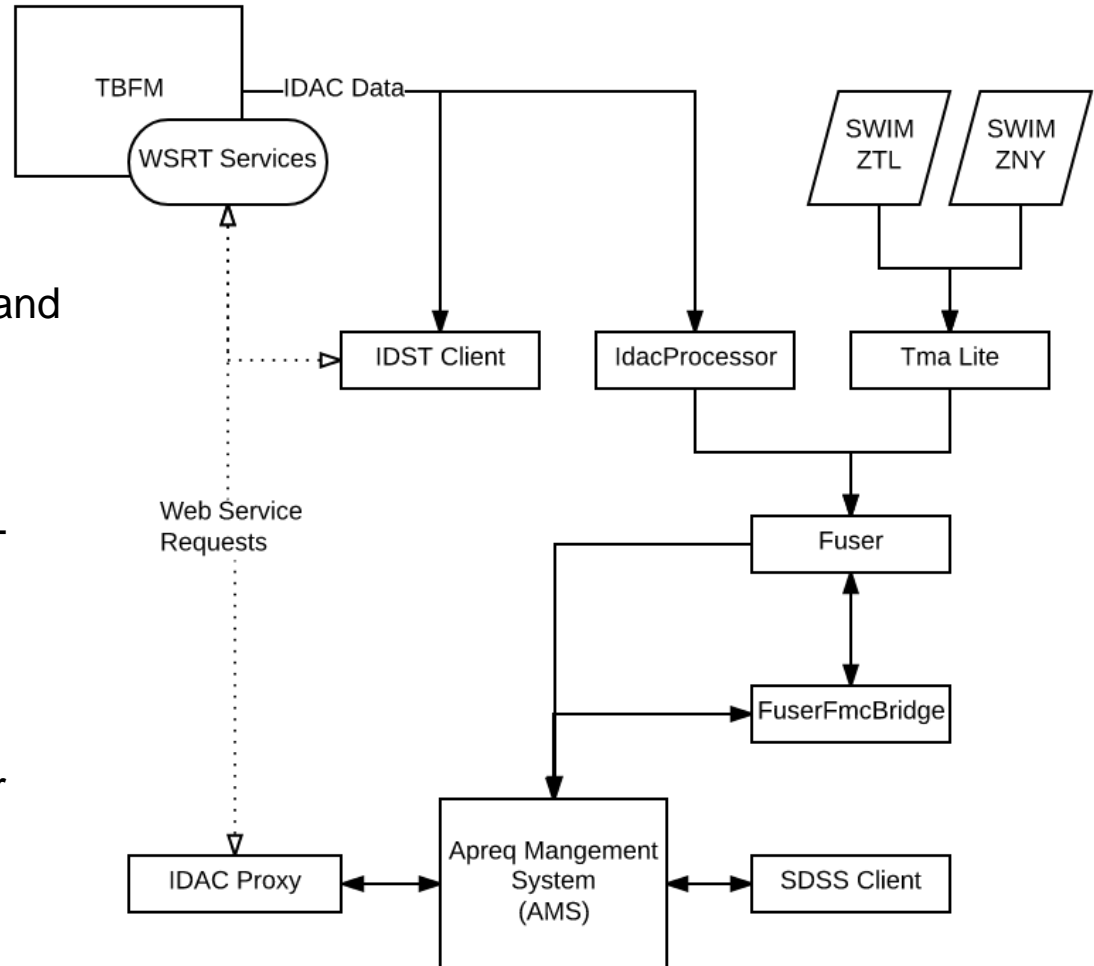 TBFM
IDAC Data
WSRT Services
SWIM
ZTL
SWIM
ZNY
and
IDST Client
IdacProcessor
Tma Lite
Web Service
Requests
-
Fuser
FuserFmcBridge
Apreq Mangement
System
(AMS)
IDAC Proxy
SDSS Client